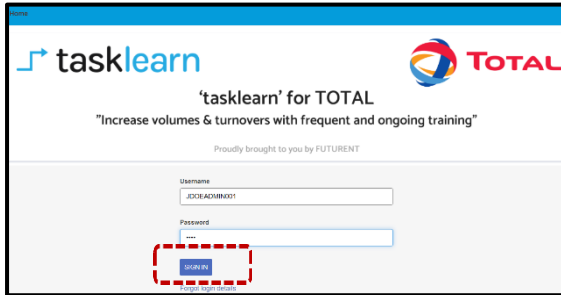 Home
tasklearn
TOTAL
'tasklearn' for TOTAL
"Increase volumes & turnovers with frequent and ongoing training"
Proudly brought to you by FUTURENT
Username
JDOEADMIN001
Password
····
SIGN IN
Forgot login details